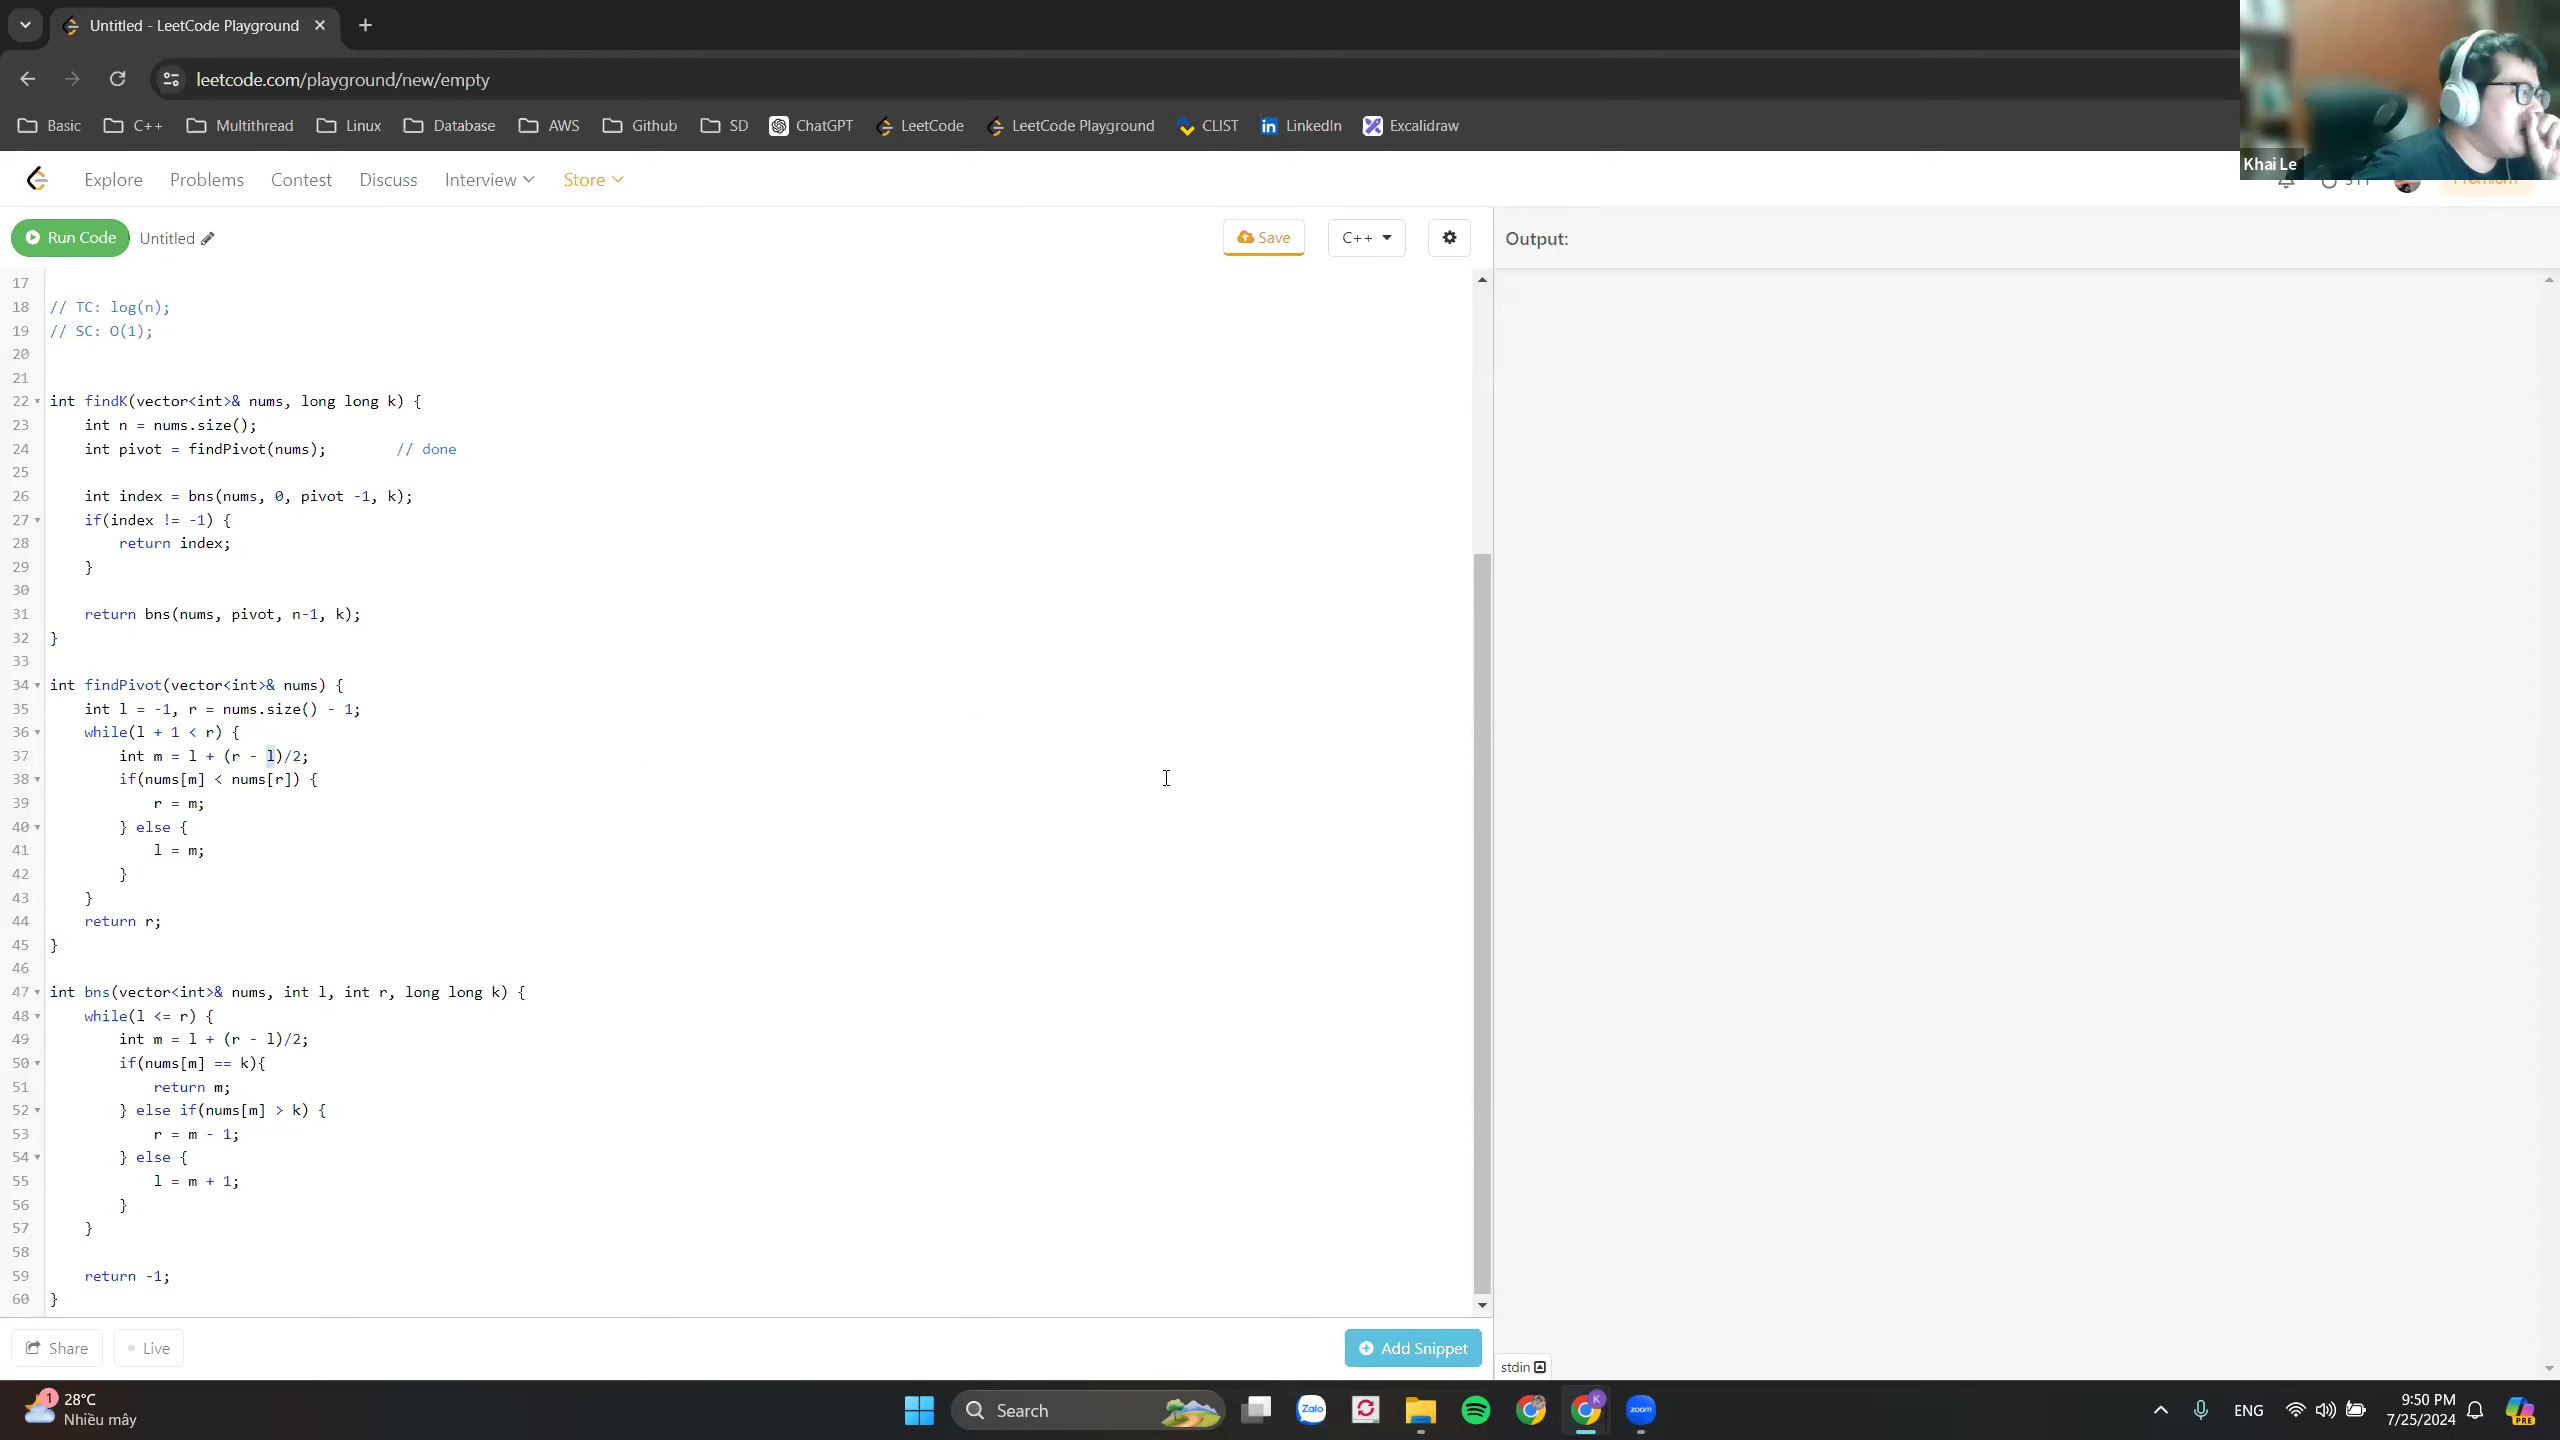 Untitled - LeetCode Playground
leetcode.com/playground/new/empty
Basic C++ Multithread Linux Database AWS Github SD ChatGPT LeetCode LeetCode Playground CLIST LinkedIn Excalidraw
Khai Le
Explore Problems Contest Discuss Interview Store
Run Code Untitled Save C++ Output:
17
18 // TC: log(n);
19 // SC: O(1);
20
21
22 int findK(vector<int>& nums, long long k) {
23 int n = nums.size();
24 int pivot = findPivot(nums); // done
25
26 int index = bns(nums, 0, pivot -1, k);
27 if(index != -1) {
28 return index;
29 }
30
31 return bns(nums, pivot, n-1, k);
32 }
33
34 int findPivot(vector<int>& nums) {
35 int l = -1, r = nums.size() - 1;
36 while(l + 1 < r) {
37 int m = l + (r - l)/2;
38 if(nums[m] < nums[r]) {
39 r = m;
40 } else {
41 l = m;
42 }
43 }
44 return r;
45 }
46
47 int bns(vector<int>& nums, int l, int r, long long k) {
48 while(l <= r) {
49 int m = l + (r - l)/2;
50 if(nums[m] == k){
51 return m;
52 } else if(nums[m] > k) {
53 r = m - 1;
54 } else {
55 l = m + 1;
56 }
57 }
58
59 return -1;
60 }
Share Live Add Snippet
stdin
1
28°C
Nhiều mây
Search
Zalo
K
zoom
ENG
9:50 PM
7/25/2024
PRE